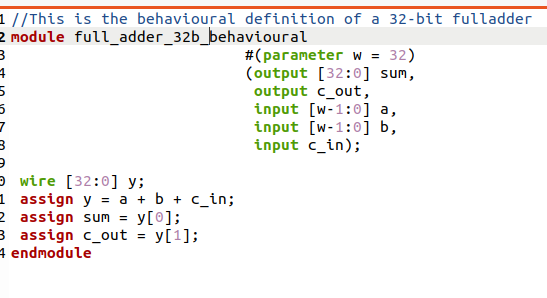 1 //This is the behavioural definition of a 32-bit fulladder
2 module full_adder_32b_behavioural
3 #(parameter w = 32)
4 (output [32:0] sum,
5 output c_out,
6 input [w-1:0] a,
7 input [w-1:0] b,
8 input c_in);
9
0 wire [32:0] y;
1 assign y = a + b + c_in;
2 assign sum = y[0];
3 assign c_out = y[1];
4 endmodule